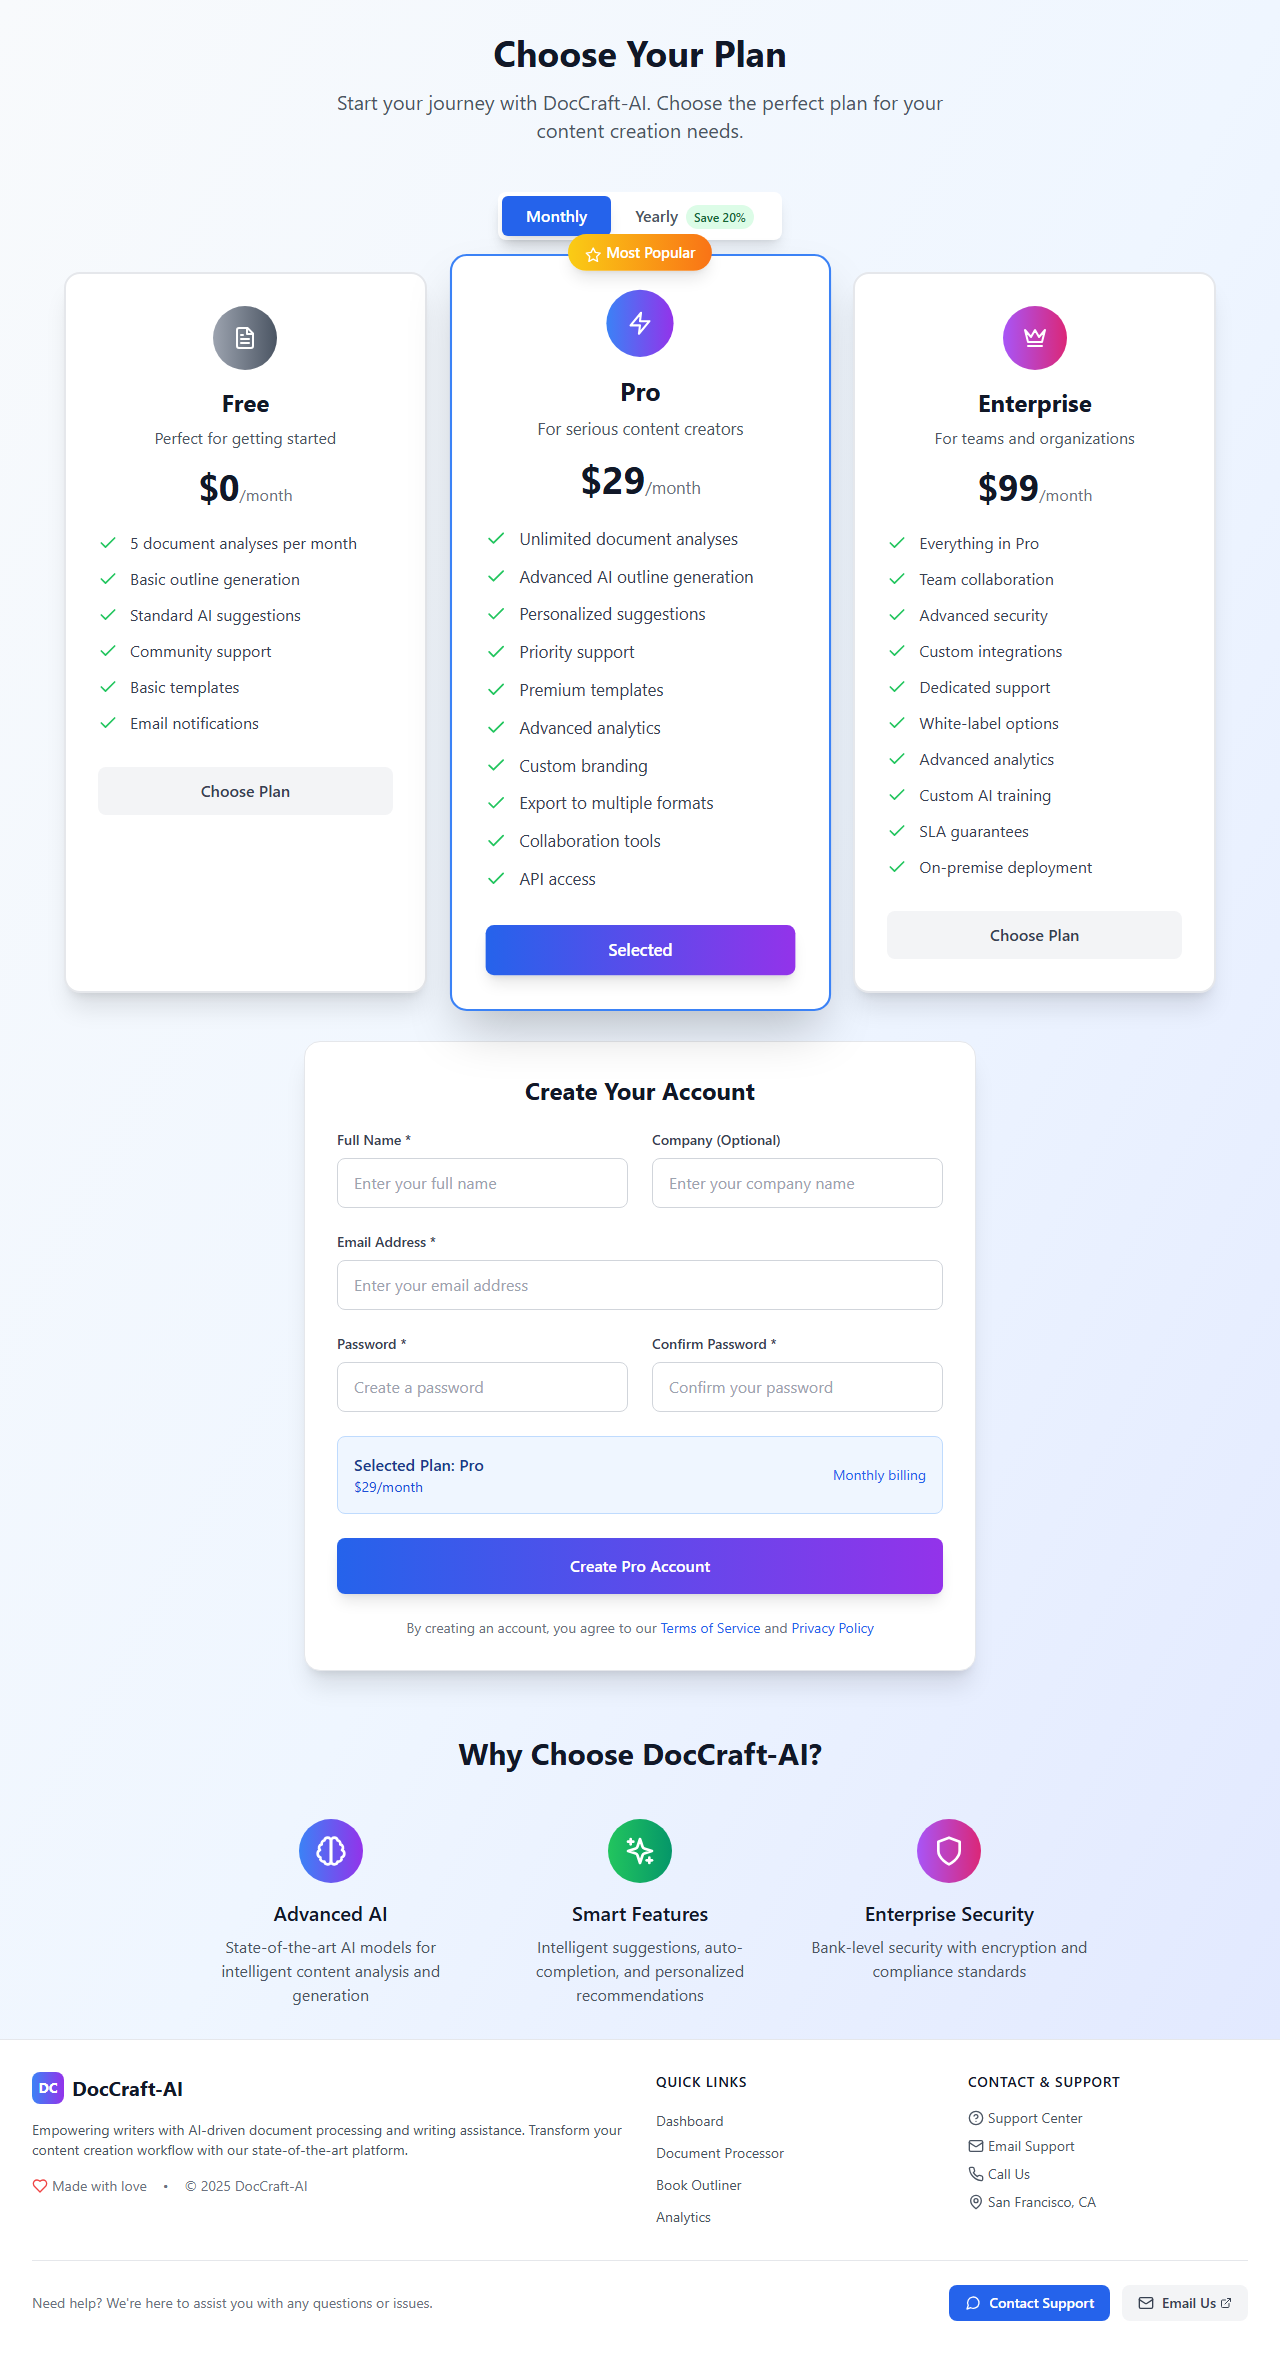 Choose Your Plan
Start your journey with DocCraft-AI. Choose the perfect plan for your
content creation needs.
Monthly
Yearly Save 20%
Most Popular
Free
Perfect for getting started
$0/month
5 document analyses per month
Basic outline generation
Standard AI suggestions
Community support
Basic templates
Email notifications
Choose Plan
Pro
For serious content creators
$29/month
Unlimited document analyses
Advanced AI outline generation
Personalized suggestions
Priority support
Premium templates
Advanced analytics
Custom branding
Export to multiple formats
Collaboration tools
API access
Selected
Enterprise
For teams and organizations
$99/month
Everything in Pro
Team collaboration
Advanced security
Custom integrations
Dedicated support
White-label options
Advanced analytics
Custom AI training
SLA guarantees
On-premise deployment
Choose Plan
Create Your Account
Full Name *
Enter your full name
Company (Optional)
Enter your company name
Email Address *
Enter your email address
Password *
Create a password
Confirm Password *
Confirm your password
Selected Plan: Pro
$29/month
Monthly billing
Create Pro Account
By creating an account, you agree to our Terms of Service and Privacy Policy
Why Choose DocCraft-AI?
Advanced AI
State-of-the-art AI models for
intelligent content analysis and
generation
Smart Features
Intelligent suggestions, auto-
completion, and personalized
recommendations
Enterprise Security
Bank-level security with encryption and
compliance standards
DC DocCraft-AI
Empowering writers with AI-driven document processing and writing assistance. Transform your
content creation workflow with our state-of-the-art platform.
Made with love • © 2025 DocCraft-AI
QUICK LINKS
Dashboard
Document Processor
Book Outliner
Analytics
CONTACT & SUPPORT
Support Center
Email Support
Call Us
San Francisco, CA
Need help? We're here to assist you with any questions or issues.
Contact Support
Email Us